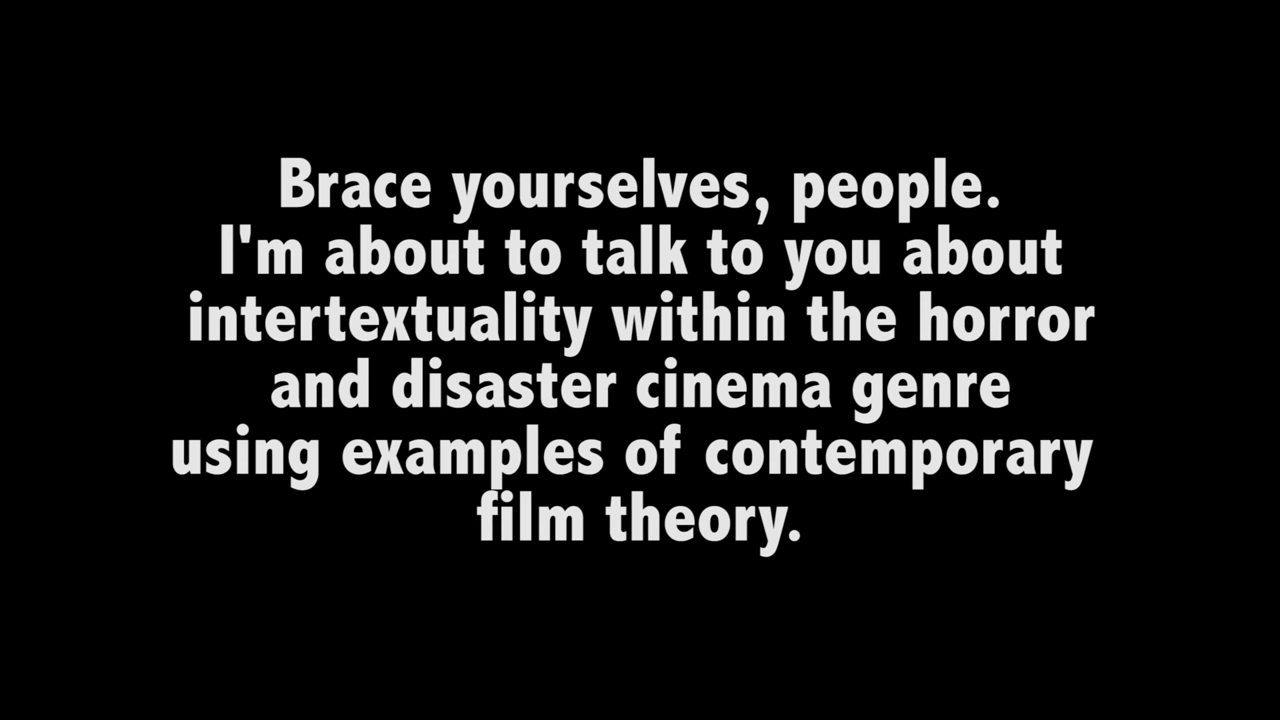 Brace yourselves, people.
I'm about to talk to you about
intertextuality within the horror
and disaster cinema genre
using examples of contemporary
film theory.